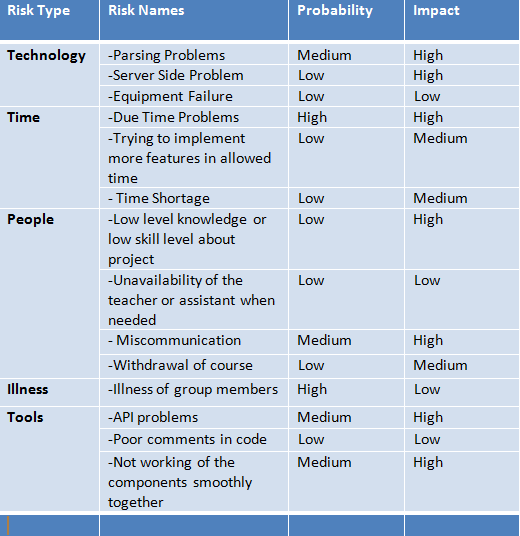 Risk Type Risk Names Probability Impact
Technology -Parsing Problems Medium High
-Server Side Problem Low High
-Equipment Failure Low Low
Time -Due Time Problems High High
-Trying to implement Low Medium
more features in allowed
time
- Time Shortage Low Medium
People -Low level knowledge or Low High
low skill level about
project
-Unavailability of the Low Low
teacher or assistant when
needed
- Miscommunication Medium High
-Withdrawal of course Low Medium
Illness -Illness of group members High Low
Tools -API problems Medium High
-Poor comments in code Low Low
-Not working of the Medium High
components smoothly
together